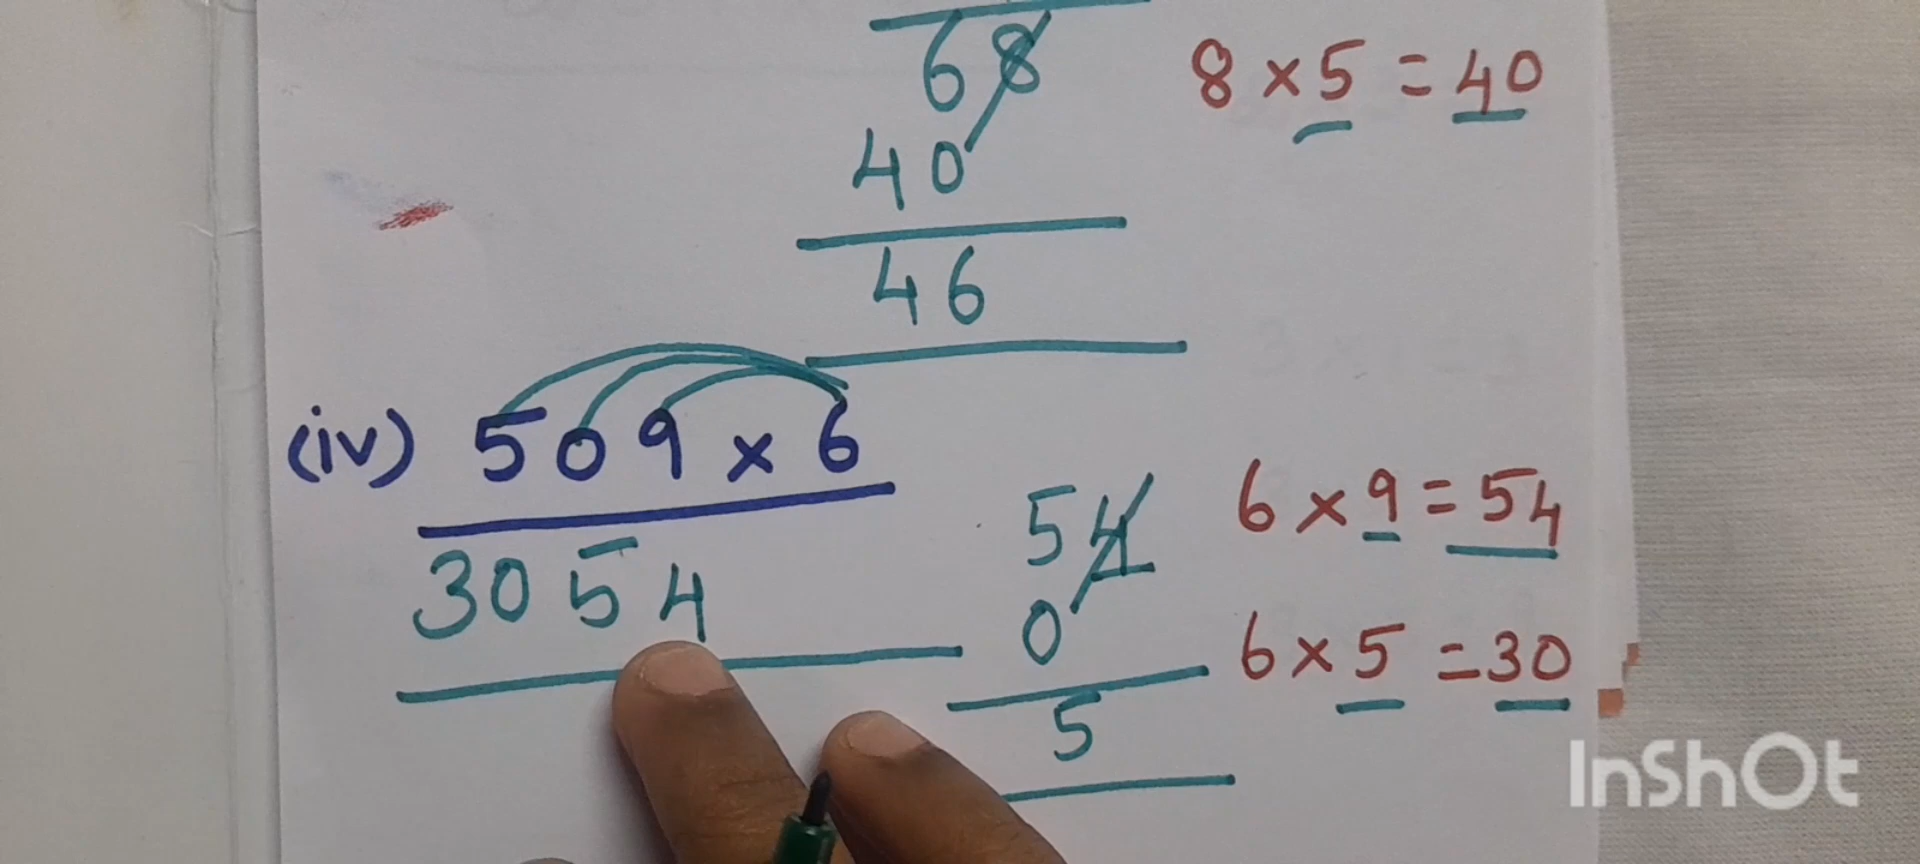 68
8 × 5 = 40
40
46
(iv) 509 × 6
3054
54
6 × 9 = 54
0
6 × 5 = 30
5
InShOt